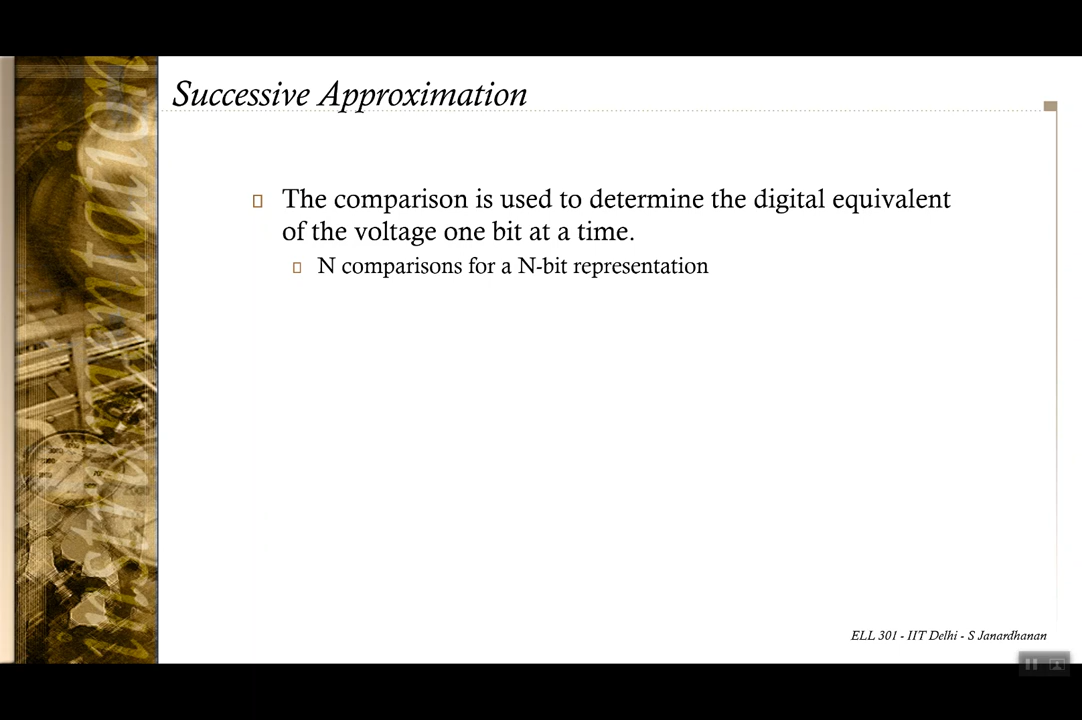 Successive Approximation
The comparison is used to determine the digital equivalent
of the voltage one bit at a time.
N comparisons for a N-bit representation
instrumentation
ELL 301 - IIT Delhi - S Janardhanan